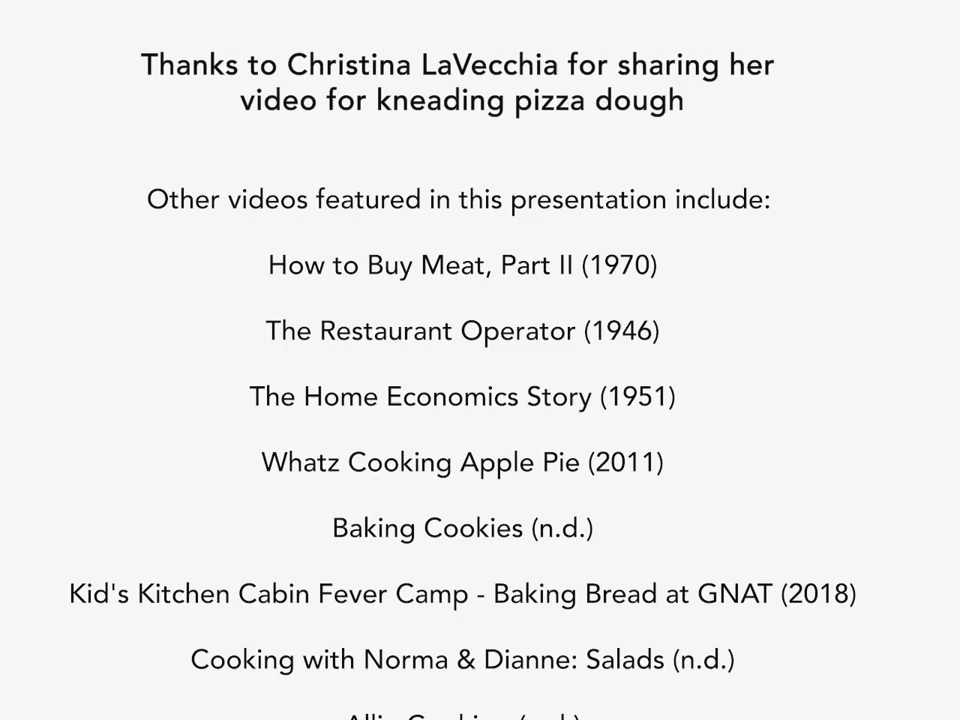 Thanks to Christina LaVecchia for sharing her
video for kneading pizza dough
Other videos featured in this presentation include:
How to Buy Meat, Part II (1970)
The Restaurant Operator (1946)
The Home Economics Story (1951)
Whatz Cooking Apple Pie (2011)
Baking Cookies (n.d.)
Kid's Kitchen Cabin Fever Camp - Baking Bread at GNAT (2018)
Cooking with Norma & Dianne: Salads (n.d.)